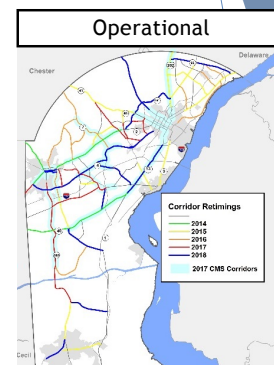 Operational
Delaware
Chester
Corridor Retimings
2014
2015
2016
2017
2018
2017 CMS Corridors
Cecil